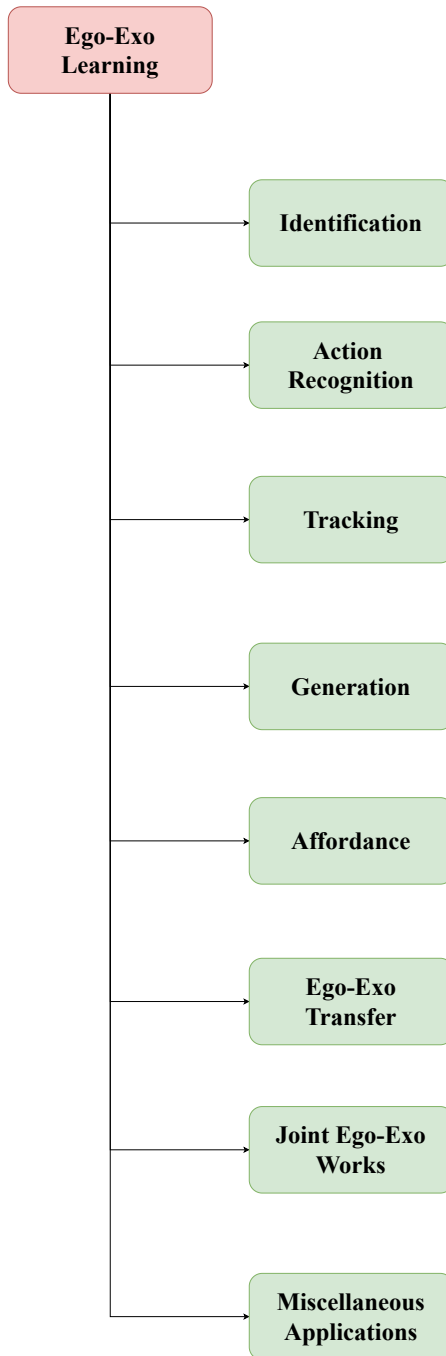 Ego-Exo
Learning
Identification
Action
Recognition
Tracking
Generation
Affordance
Ego-Exo
Transfer
Joint Ego-Exo
Works
Miscellaneous
Applications